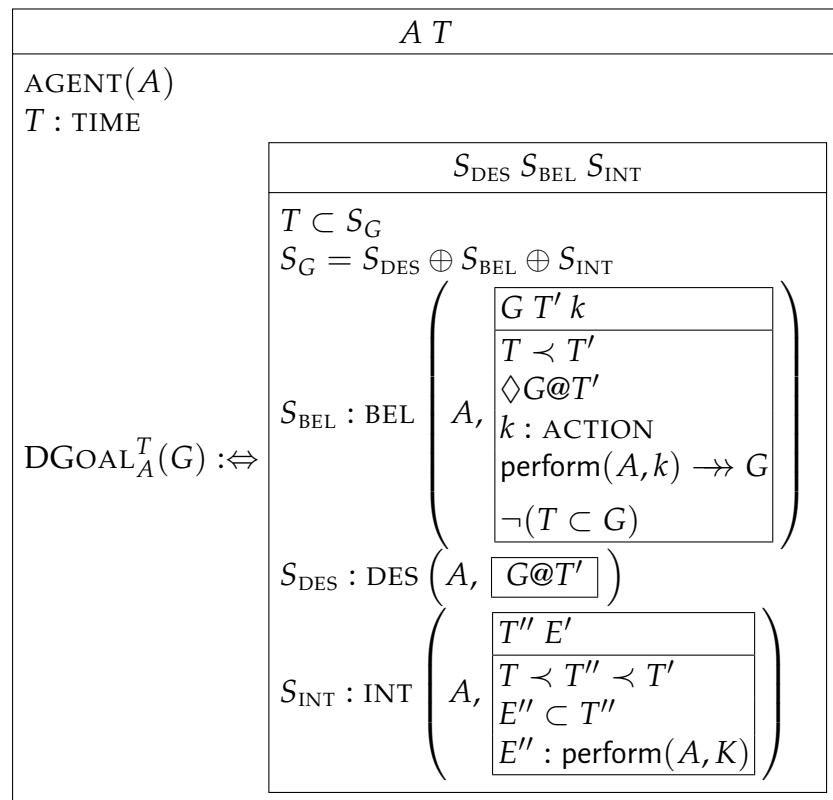 A T
AGENT(A)
T : TIME
DGOAL_A^T(G) :⇔
S_DES S_BEL S_INT
T ⊂ S_G
S_G = S_DES ⊕ S_BEL ⊕ S_INT
S_BEL : BEL ( A,
G T′ k
T ≺ T′
◇G@T′
k : ACTION
perform(A, k) ↠ G
¬(T ⊂ G)
)
S_DES : DES ( A, G@T′ )
S_INT : INT ( A,
T″ E′
T ≺ T″ ≺ T′
E″ ⊂ T″
E″ : perform(A, K)
)